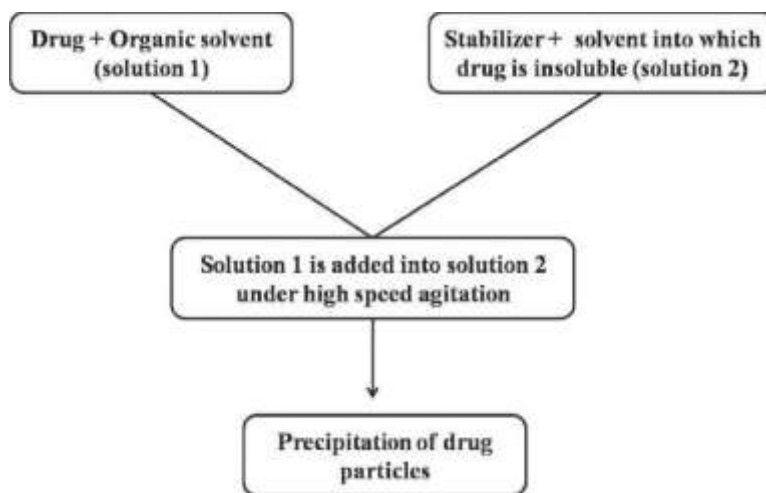 Drug + Organic solvent
(solution 1)
Stabilizer + solvent into which
drug is insoluble (solution 2)
Solution 1 is added into solution 2
under high speed agitation
Precipitation of drug
particles